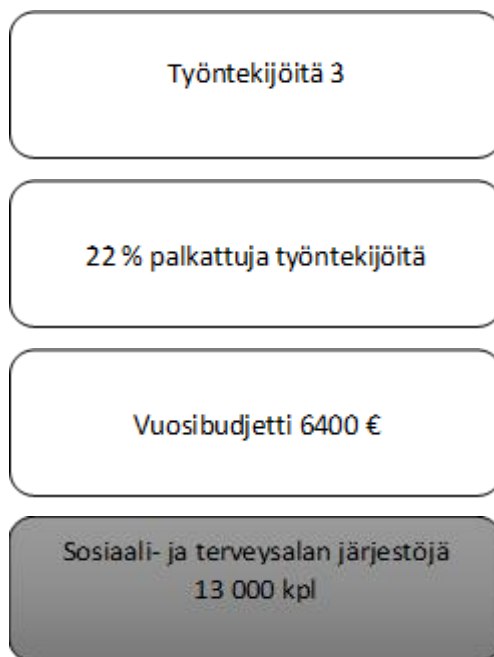 Työntekijöitä 3
22 % palkattuja työntekijöitä
Vuosibudjetti 6400 €
Sosiaali- ja terveysalan järjestöjä
13 000 kpl